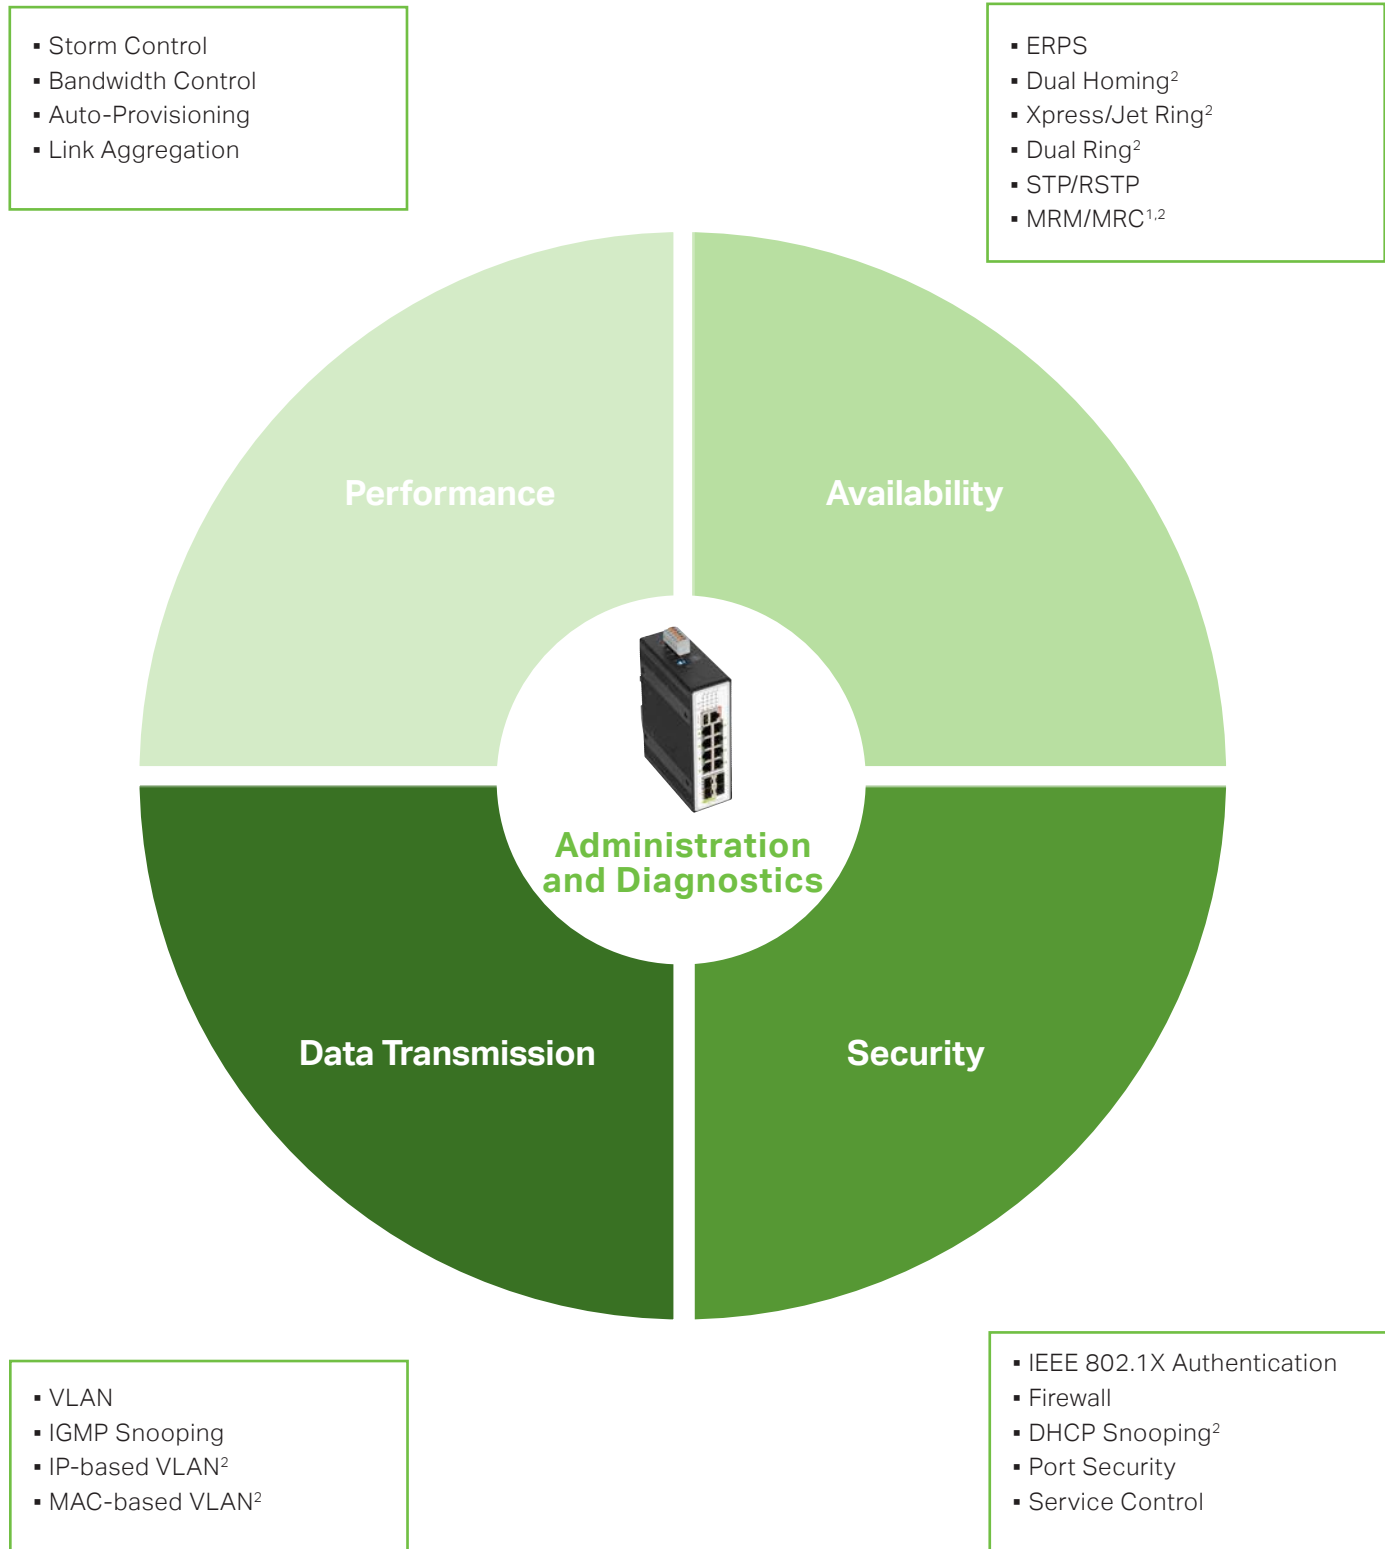 ▪ Storm Control
▪ Bandwidth Control
▪ Auto-Provisioning
▪ Link Aggregation
▪ ERPS
▪ Dual Homing²
▪ Xpress/Jet Ring²
▪ Dual Ring²
▪ STP/RSTP
▪ MRM/MRC¹,²
Performance
Availability
Administration
and Diagnostics
Data Transmission
Security
▪ VLAN
▪ IGMP Snooping
▪ IP-based VLAN²
▪ MAC-based VLAN²
▪ IEEE 802.1X Authentication
▪ Firewall
▪ DHCP Snooping²
▪ Port Security
▪ Service Control